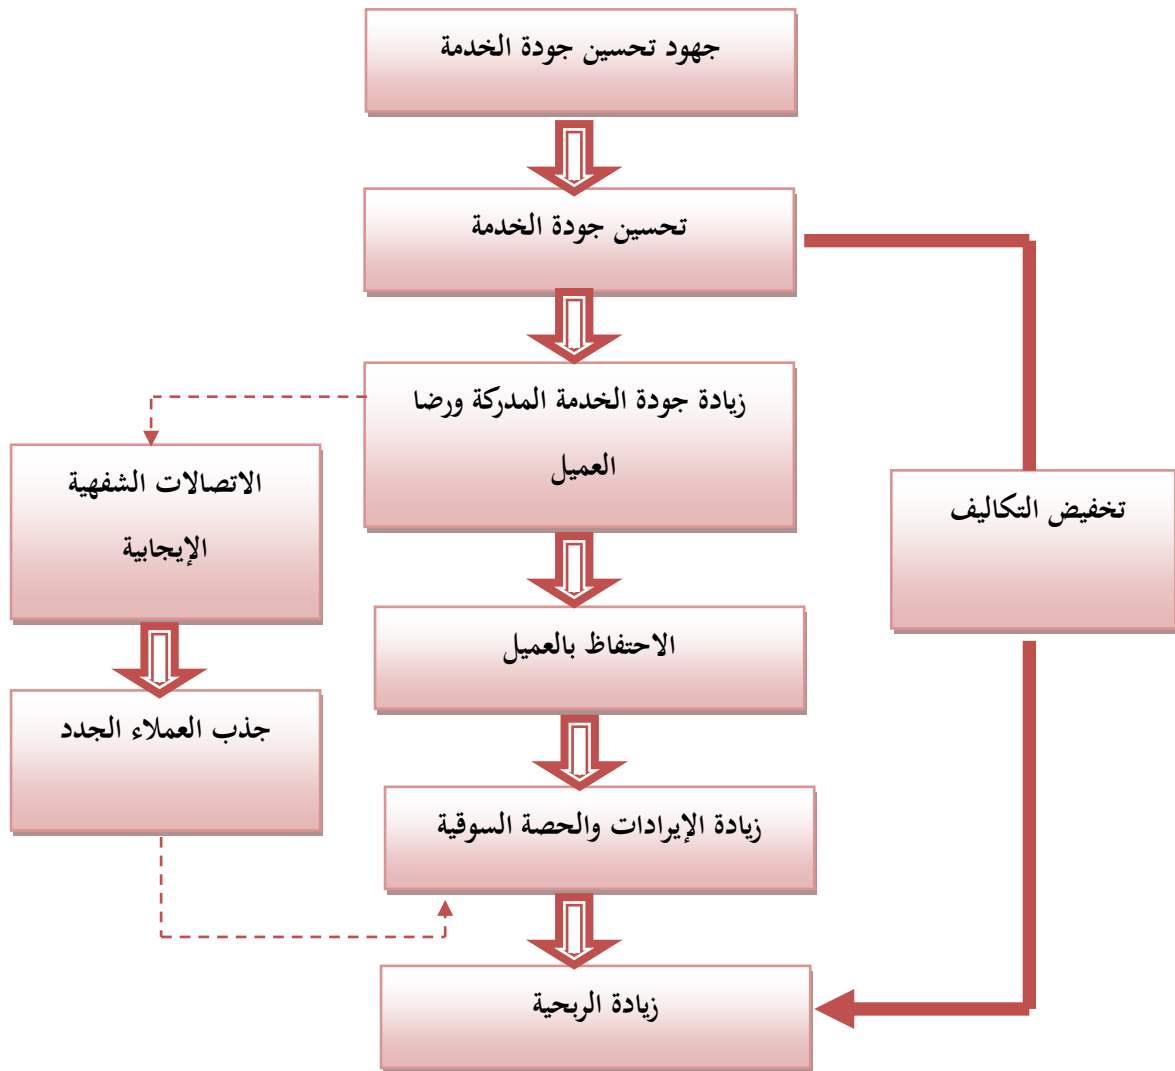 جهود تحسين جودة الخدمة
تحسين جودة الخدمة
زيادة جودة الخدمة المدركة ورضا
العميل
الاتصالات الشفهية
الإيجابية
تخفيض التكاليف
الاحتفاظ بالعميل
جذب العملاء الجدد
زيادة الإيرادات والحصة السوقية
زيادة الربحية